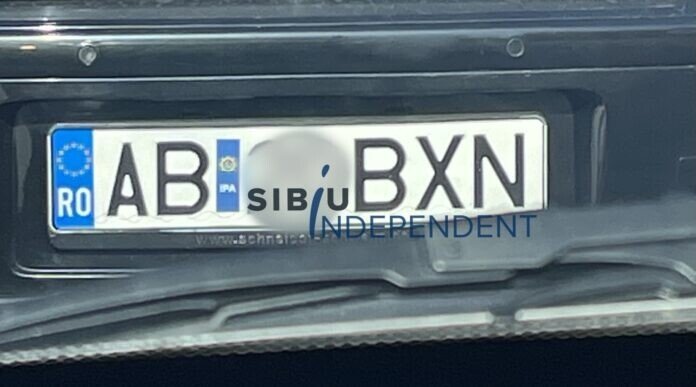 RO AB IPA BXN
SIBIU
INDEPENDENT